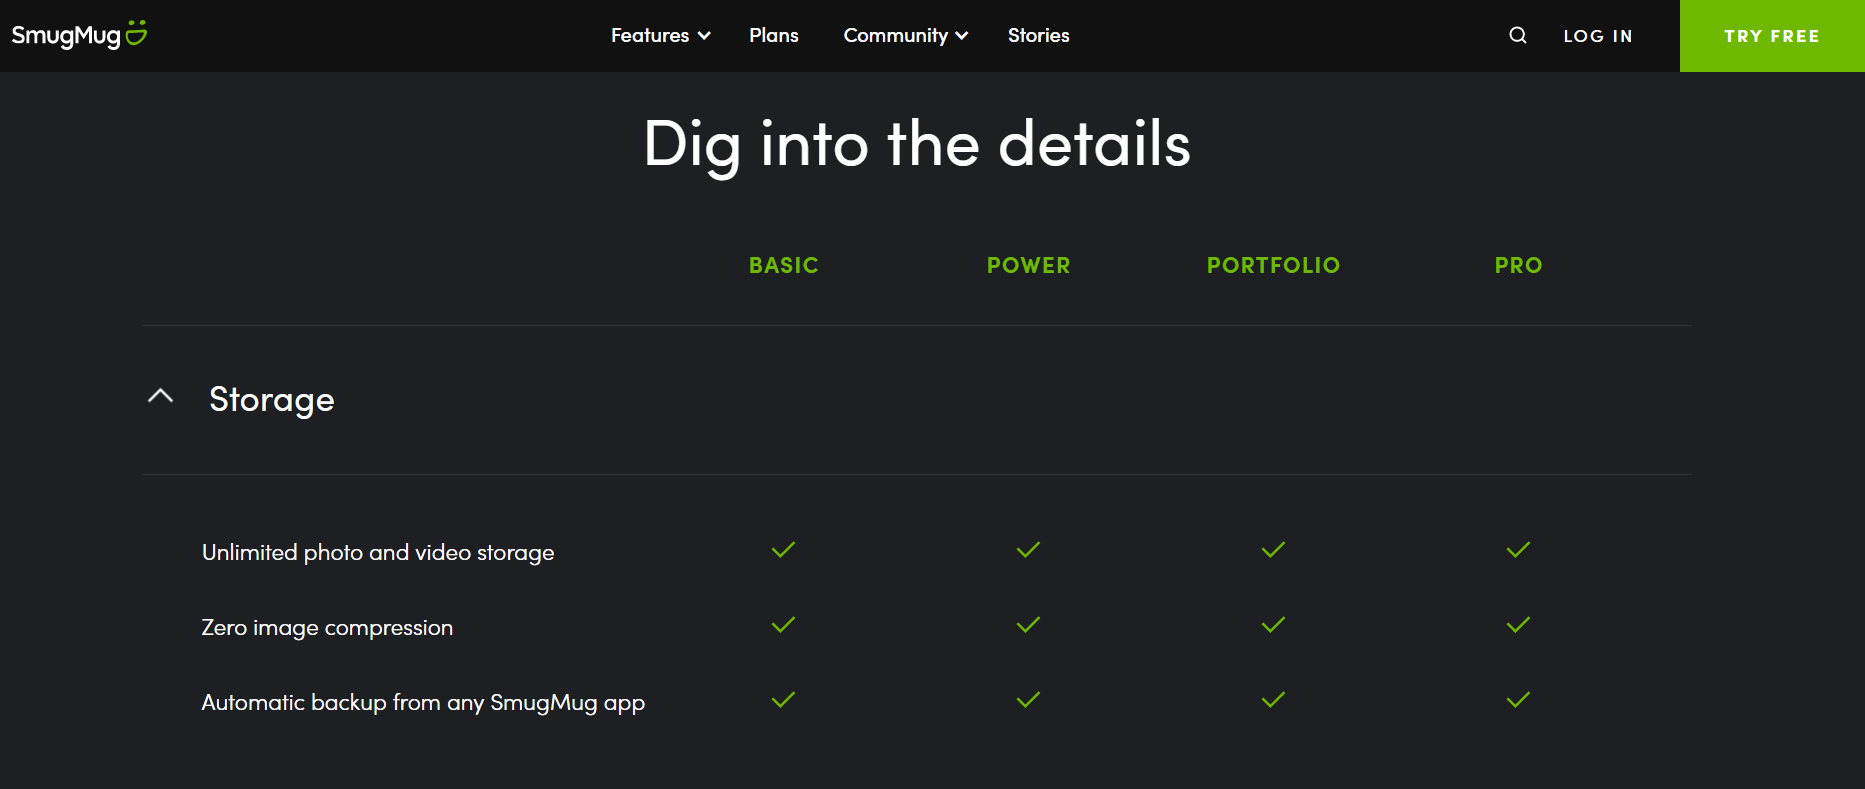 SmugMug
Features
Plans
Community
Stories
LOG IN
TRY FREE
Dig into the details
BASIC
POWER
PORTFOLIO
PRO
Storage
Unlimited photo and video storage
Zero image compression
Automatic backup from any SmugMug app